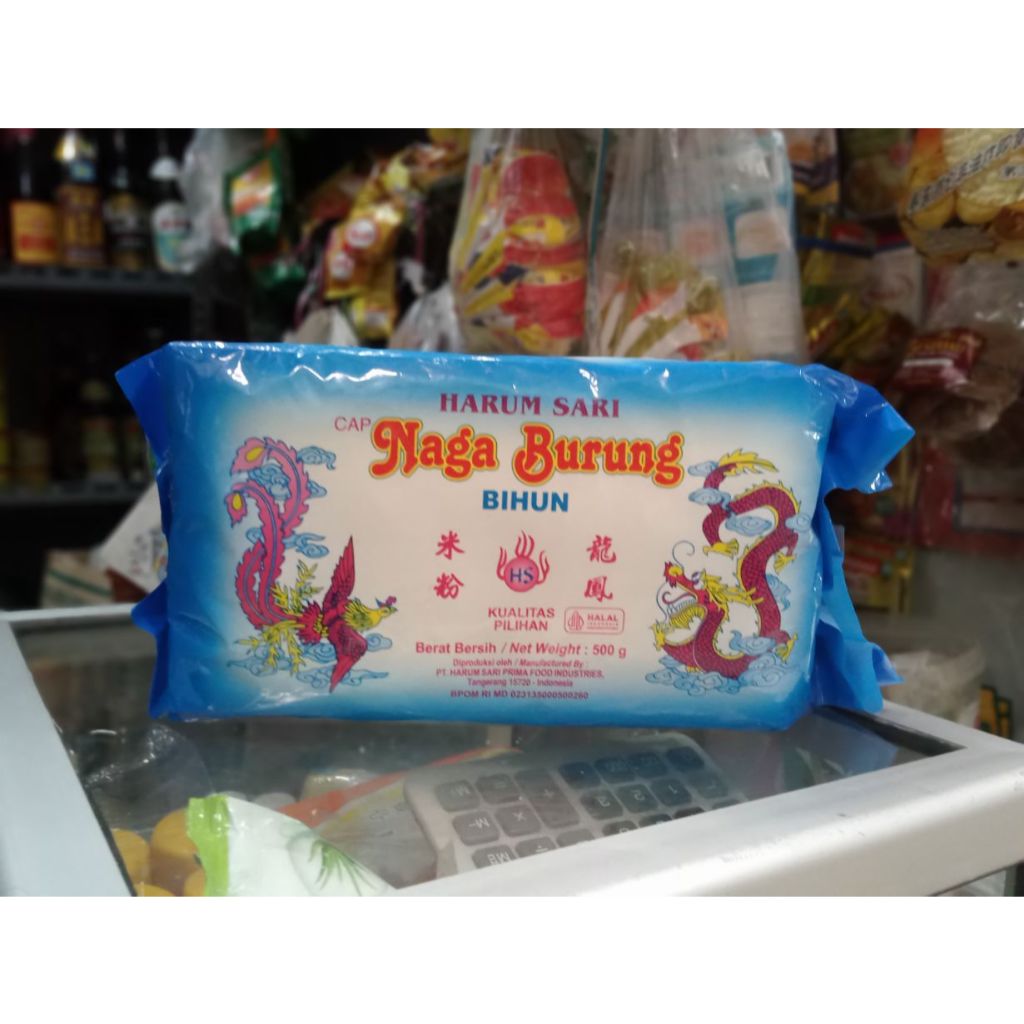 HARUM SARI
CAP Naga Burung
BIHUN
米粉
龍鳳
HS
KUALITAS
PILIHAN
HALAL
INDONESIA
Berat Bersih / Net Weight : 500 g
Diproduksi oleh / Manufactured By :
PT. HARUM SARI PRIMA FOOD INDUSTRIES,
Tangerang 15720 - Indonesia
BPOM RI MD 023135000500260